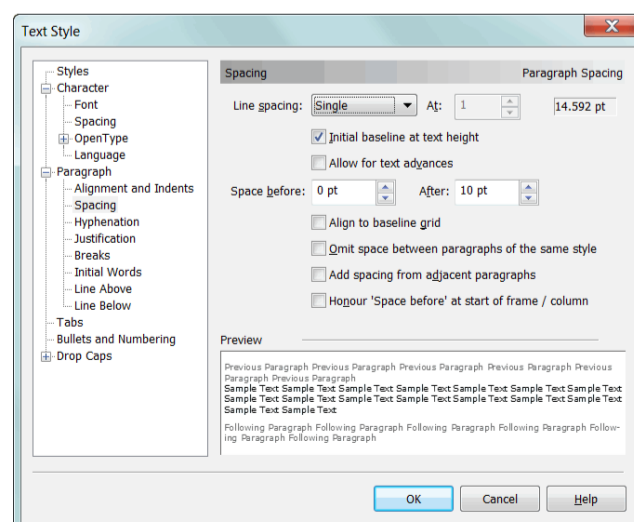 Text Style
Styles
Character
Font
Spacing
OpenType
Language
Paragraph
Alignment and Indents
Spacing
Hyphenation
Justification
Breaks
Initial Words
Line Above
Line Below
Tabs
Bullets and Numbering
Drop Caps
Spacing Paragraph Spacing
Line spacing: Single At: 1 14.592 pt
Initial baseline at text height
Allow for text advances
Space before: 0 pt After: 10 pt
Align to baseline grid
Omit space between paragraphs of the same style
Add spacing from adjacent paragraphs
Honour 'Space before' at start of frame / column
Preview
Previous Paragraph Previous Paragraph Previous Paragraph Previous Paragraph Previous
Paragraph Previous Paragraph
Sample Text Sample Text Sample Text Sample Text Sample Text Sample Text Sample Text
Sample Text Sample Text Sample Text Sample Text Sample Text Sample Text Sample Text
Sample Text Sample Text
Following Paragraph Following Paragraph Following Paragraph Following Paragraph Follow-
ing Paragraph Following Paragraph
OK Cancel Help